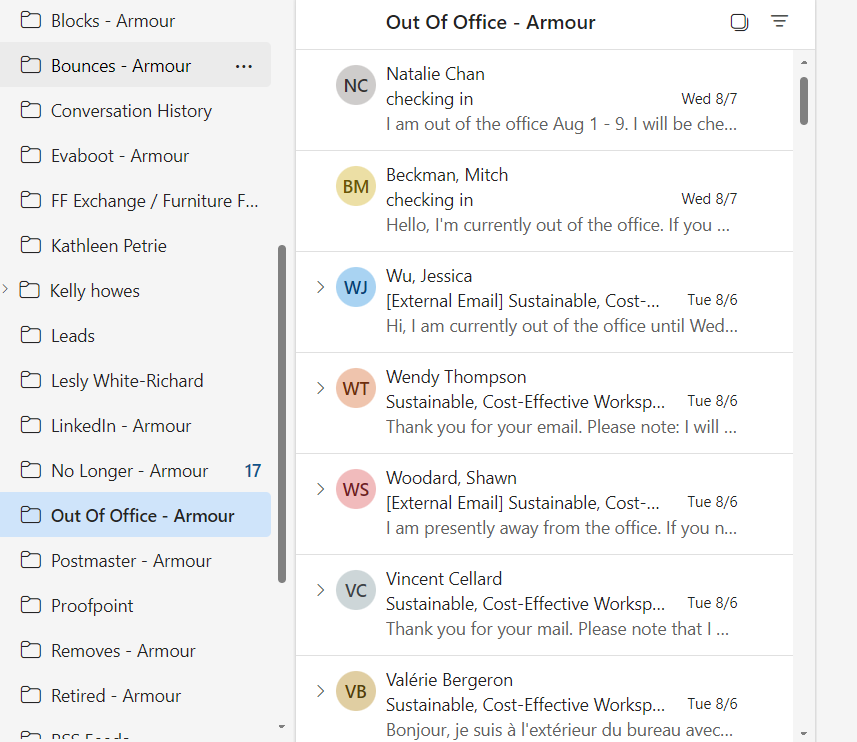 Blocks - Armour
Bounces - Armour ...
Conversation History
Evaboot - Armour
FF Exchange / Furniture F...
Kathleen Petrie
Kelly howes
Leads
Lesly White-Richard
LinkedIn - Armour
No Longer - Armour 17
Out Of Office - Armour
Postmaster - Armour
Proofpoint
Removes - Armour
Retired - Armour
RSS Feeds
Out Of Office - Armour
NC
Natalie Chan
checking in Wed 8/7
I am out of the office Aug 1 - 9. I will be che...
BM
Beckman, Mitch
checking in Wed 8/7
Hello, I'm currently out of the office. If you ...
WJ
Wu, Jessica
[External Email] Sustainable, Cost-... Tue 8/6
Hi, I am currently out of the office until Wed...
WT
Wendy Thompson
Sustainable, Cost-Effective Worksp... Tue 8/6
Thank you for your email. Please note: I will ...
WS
Woodard, Shawn
[External Email] Sustainable, Cost-... Tue 8/6
I am presently away from the office. If you n...
VC
Vincent Cellard
Sustainable, Cost-Effective Worksp... Tue 8/6
Thank you for your mail. Please note that I ...
VB
Valérie Bergeron
Sustainable, Cost-Effective Worksp... Tue 8/6
Bonjour, je suis à l'extérieur du bureau avec...